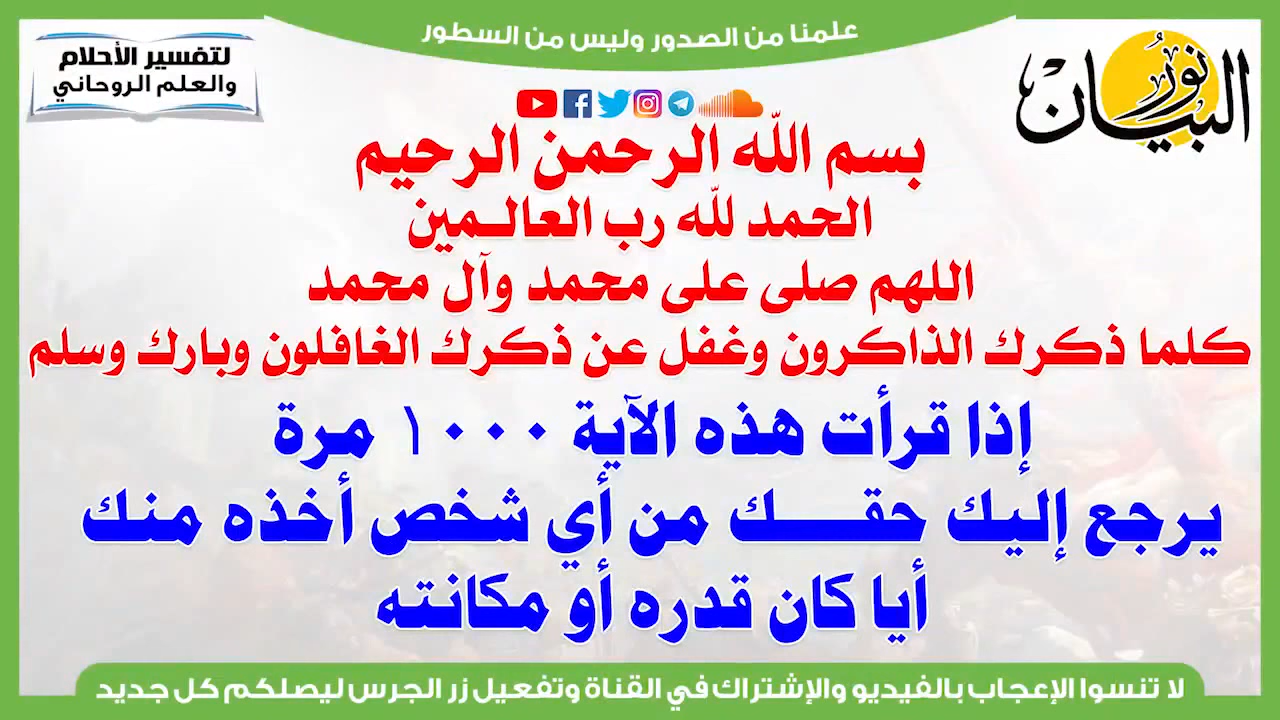 علمنا من الصدور وليس من السطور
لتفسير الأحلام
والعلم الروحاني
نور
البيان
بسم الله الرحمن الرحيم
الحمد لله رب العالـمين
اللهم صلى على محمد وآل محمد
كلما ذكرك الذاكرون وغفل عن ذكرك الغافلون وبارك وسلم
إذا قرأت هذه الآية ١٠٠٠ مرة
يرجع إليك حقـــك من أي شخص أخذه منك
أيا كان قدره أو مكانته
لا تنسوا الإعجاب بالفيديو والإشتراك في القناة وتفعيل زر الجرس ليصلكم كل جديد